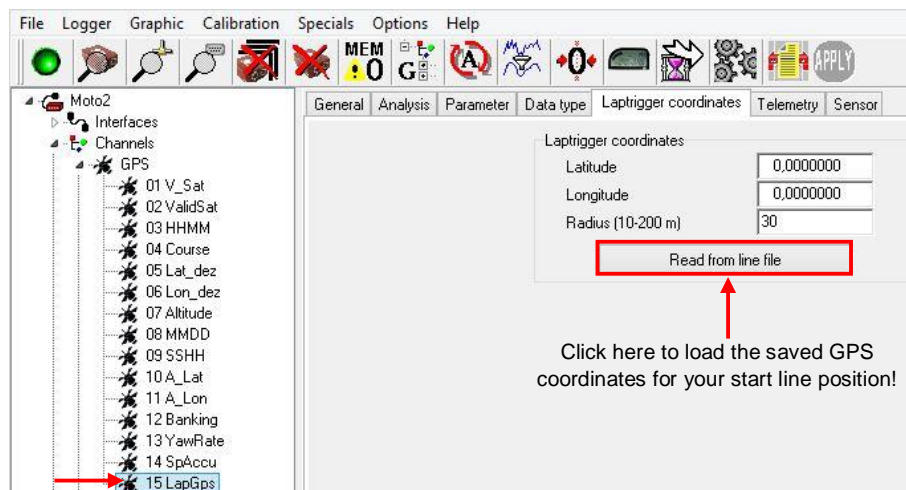 File Logger Graphic Calibration Specials Options Help
MEM
0 G A 0 APPLY
Moto2
Interfaces
Channels
GPS
01 V_Sat
02 ValidSat
03 HHMM
04 Course
05 Lat_dez
06 Lon_dez
07 Altitude
08 MMDD
09 SSHH
10 A_Lat
11 A_Lon
12 Banking
13 YawRate
14 SpAccu
15 LapGps
General Analysis Parameter Data type Laptrigger coordinates Telemetry Sensor
Laptrigger coordinates
Latitude 0,0000000
Longitude 0,0000000
Radius (10-200 m) 30
Read from line file
Click here to load the saved GPS
coordinates for your start line position!